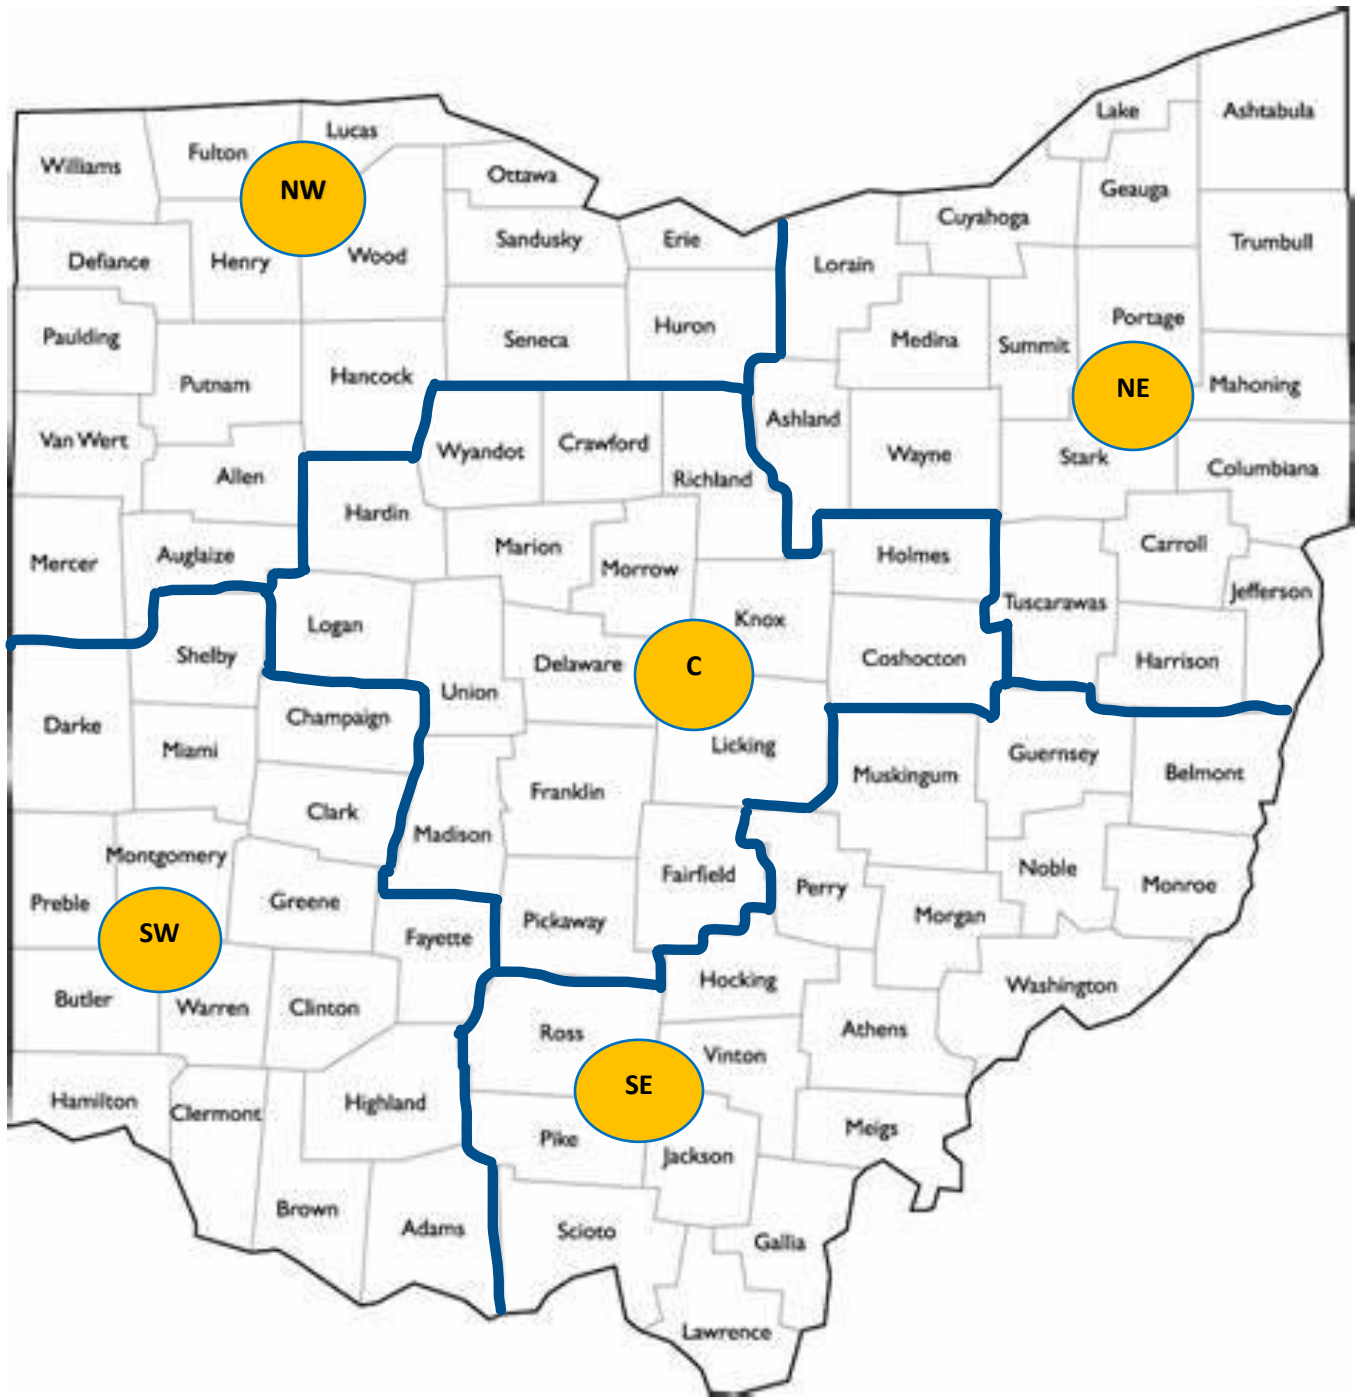 Lake
Ashtabula
Lucas
Fulton
Williams
Ottawa
NW
Geauga
Cuyahoga
Sandusky
Erie
Trumbull
Defiance
Henry
Wood
Lorain
Paulding
Seneca
Huron
Medina
Summit
Portage
Putnam
Hancock
NE
Mahoning
Van Wert
Ashland
Wyandot
Crawford
Wayne
Stark
Columbiana
Allen
Richland
Hardin
Mercer
Auglaize
Marion
Morrow
Holmes
Carroll
Jefferson
Tuscarawas
Logan
Knox
Shelby
Delaware
C
Coshocton
Harrison
Union
Darke
Champaign
Miami
Licking
Guernsey
Muskingum
Belmont
Franklin
Clark
Madison
Montgomery
Fairfield
Perry
Noble
Monroe
Preble
Greene
Pickaway
Morgan
SW
Fayette
Hocking
Washington
Butler
Warren
Clinton
Ross
Athens
Vinton
SE
Hamilton
Clermont
Highland
Pike
Meigs
Jackson
Brown
Adams
Scioto
Gallia
Lawrence